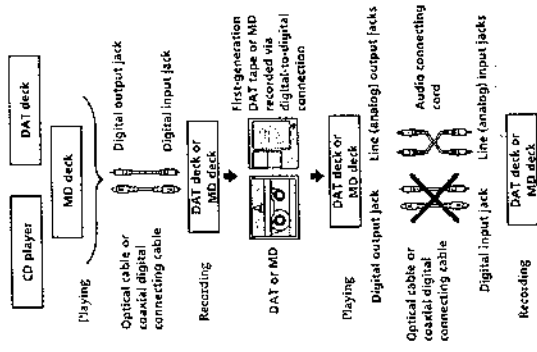 CD player
DAT deck
MD deck
Playing
Optical cable or
coaxial digital
connecting cable
Digital output jack
Digital input jack
Recording
DAT deck or
MD deck
DAT or MD
First-generation
DAT tape or MD
recorded via
digital-to-digital
connection
A
Playing
DAT deck or
MD deck
Digital output jack
Line (analog) output jacks
Optical cable or
coaxial digital
connecting cable
Audio connecting
cord
Digital input jack
Line (analog) input jacks
Recording
DAT deck or
MD deck